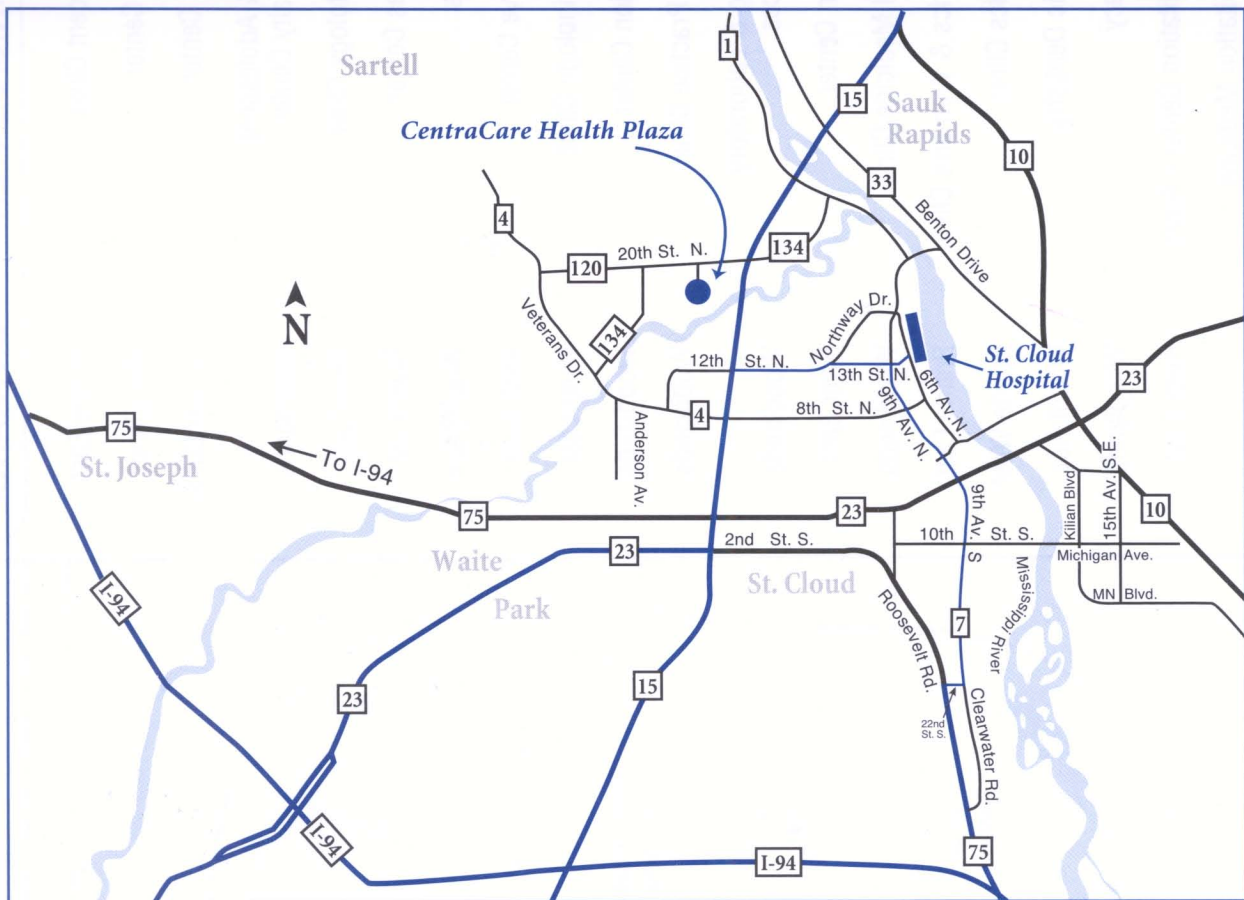 1
Sartell
15
Sauk
Rapids
CentraCare Health Plaza
10
33
4
Benton Drive
20th St. N.
134
120
N
Veterans Dr.
134
Northway Dr.
12th St. N.
13th St. N.
St. Cloud
Hospital
23
6th Av. N.
4
8th St. N.
9th Av. N.
75
St. Joseph
To I-94
Anderson Av.
75
23
9th Av. S
Killian Blvd
15th Av. S.E.
10
10th St. S.
Michigan Ave.
23
2nd St. S.
Waite
Park
St. Cloud
I-94
MN Blvd.
Roosevelt Rd.
7
Mississippi
River
15
23
22nd
St. S.
Clearwater Rd.
I-94
75
I-94